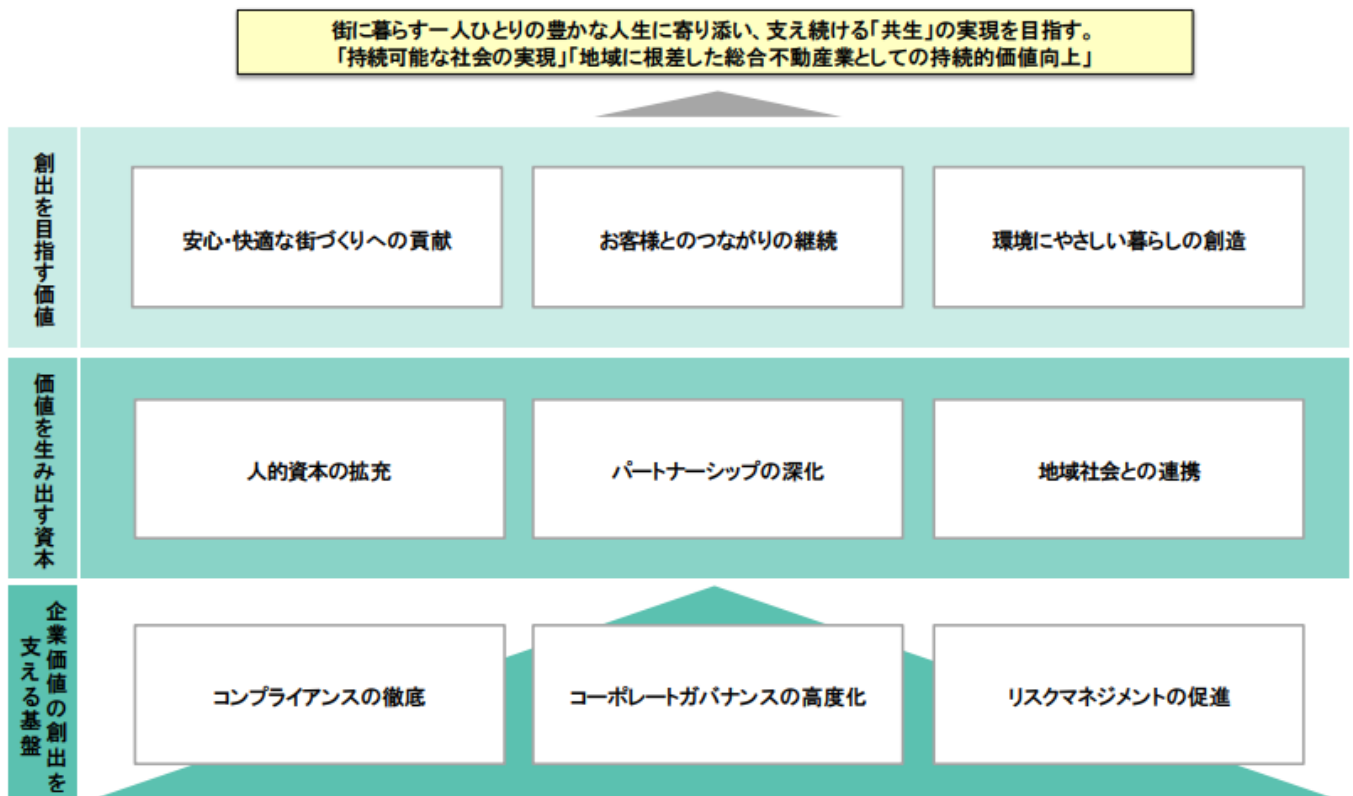 街に暮らす一人ひとりの豊かな人生に寄り添い、支え続ける「共生」の実現を目指す。
「持続可能な社会の実現」「地域に根差した総合不動産業としての持続的価値向上」
創出を目指す価値
安心・快適な街づくりへの貢献
お客様とのつながりの継続
環境にやさしい暮らしの創造
価値を生み出す資本
人的資本の拡充
パートナーシップの深化
地域社会との連携
企業価値の創出を
支える基盤
コンプライアンスの徹底
コーポレートガバナンスの高度化
リスクマネジメントの促進